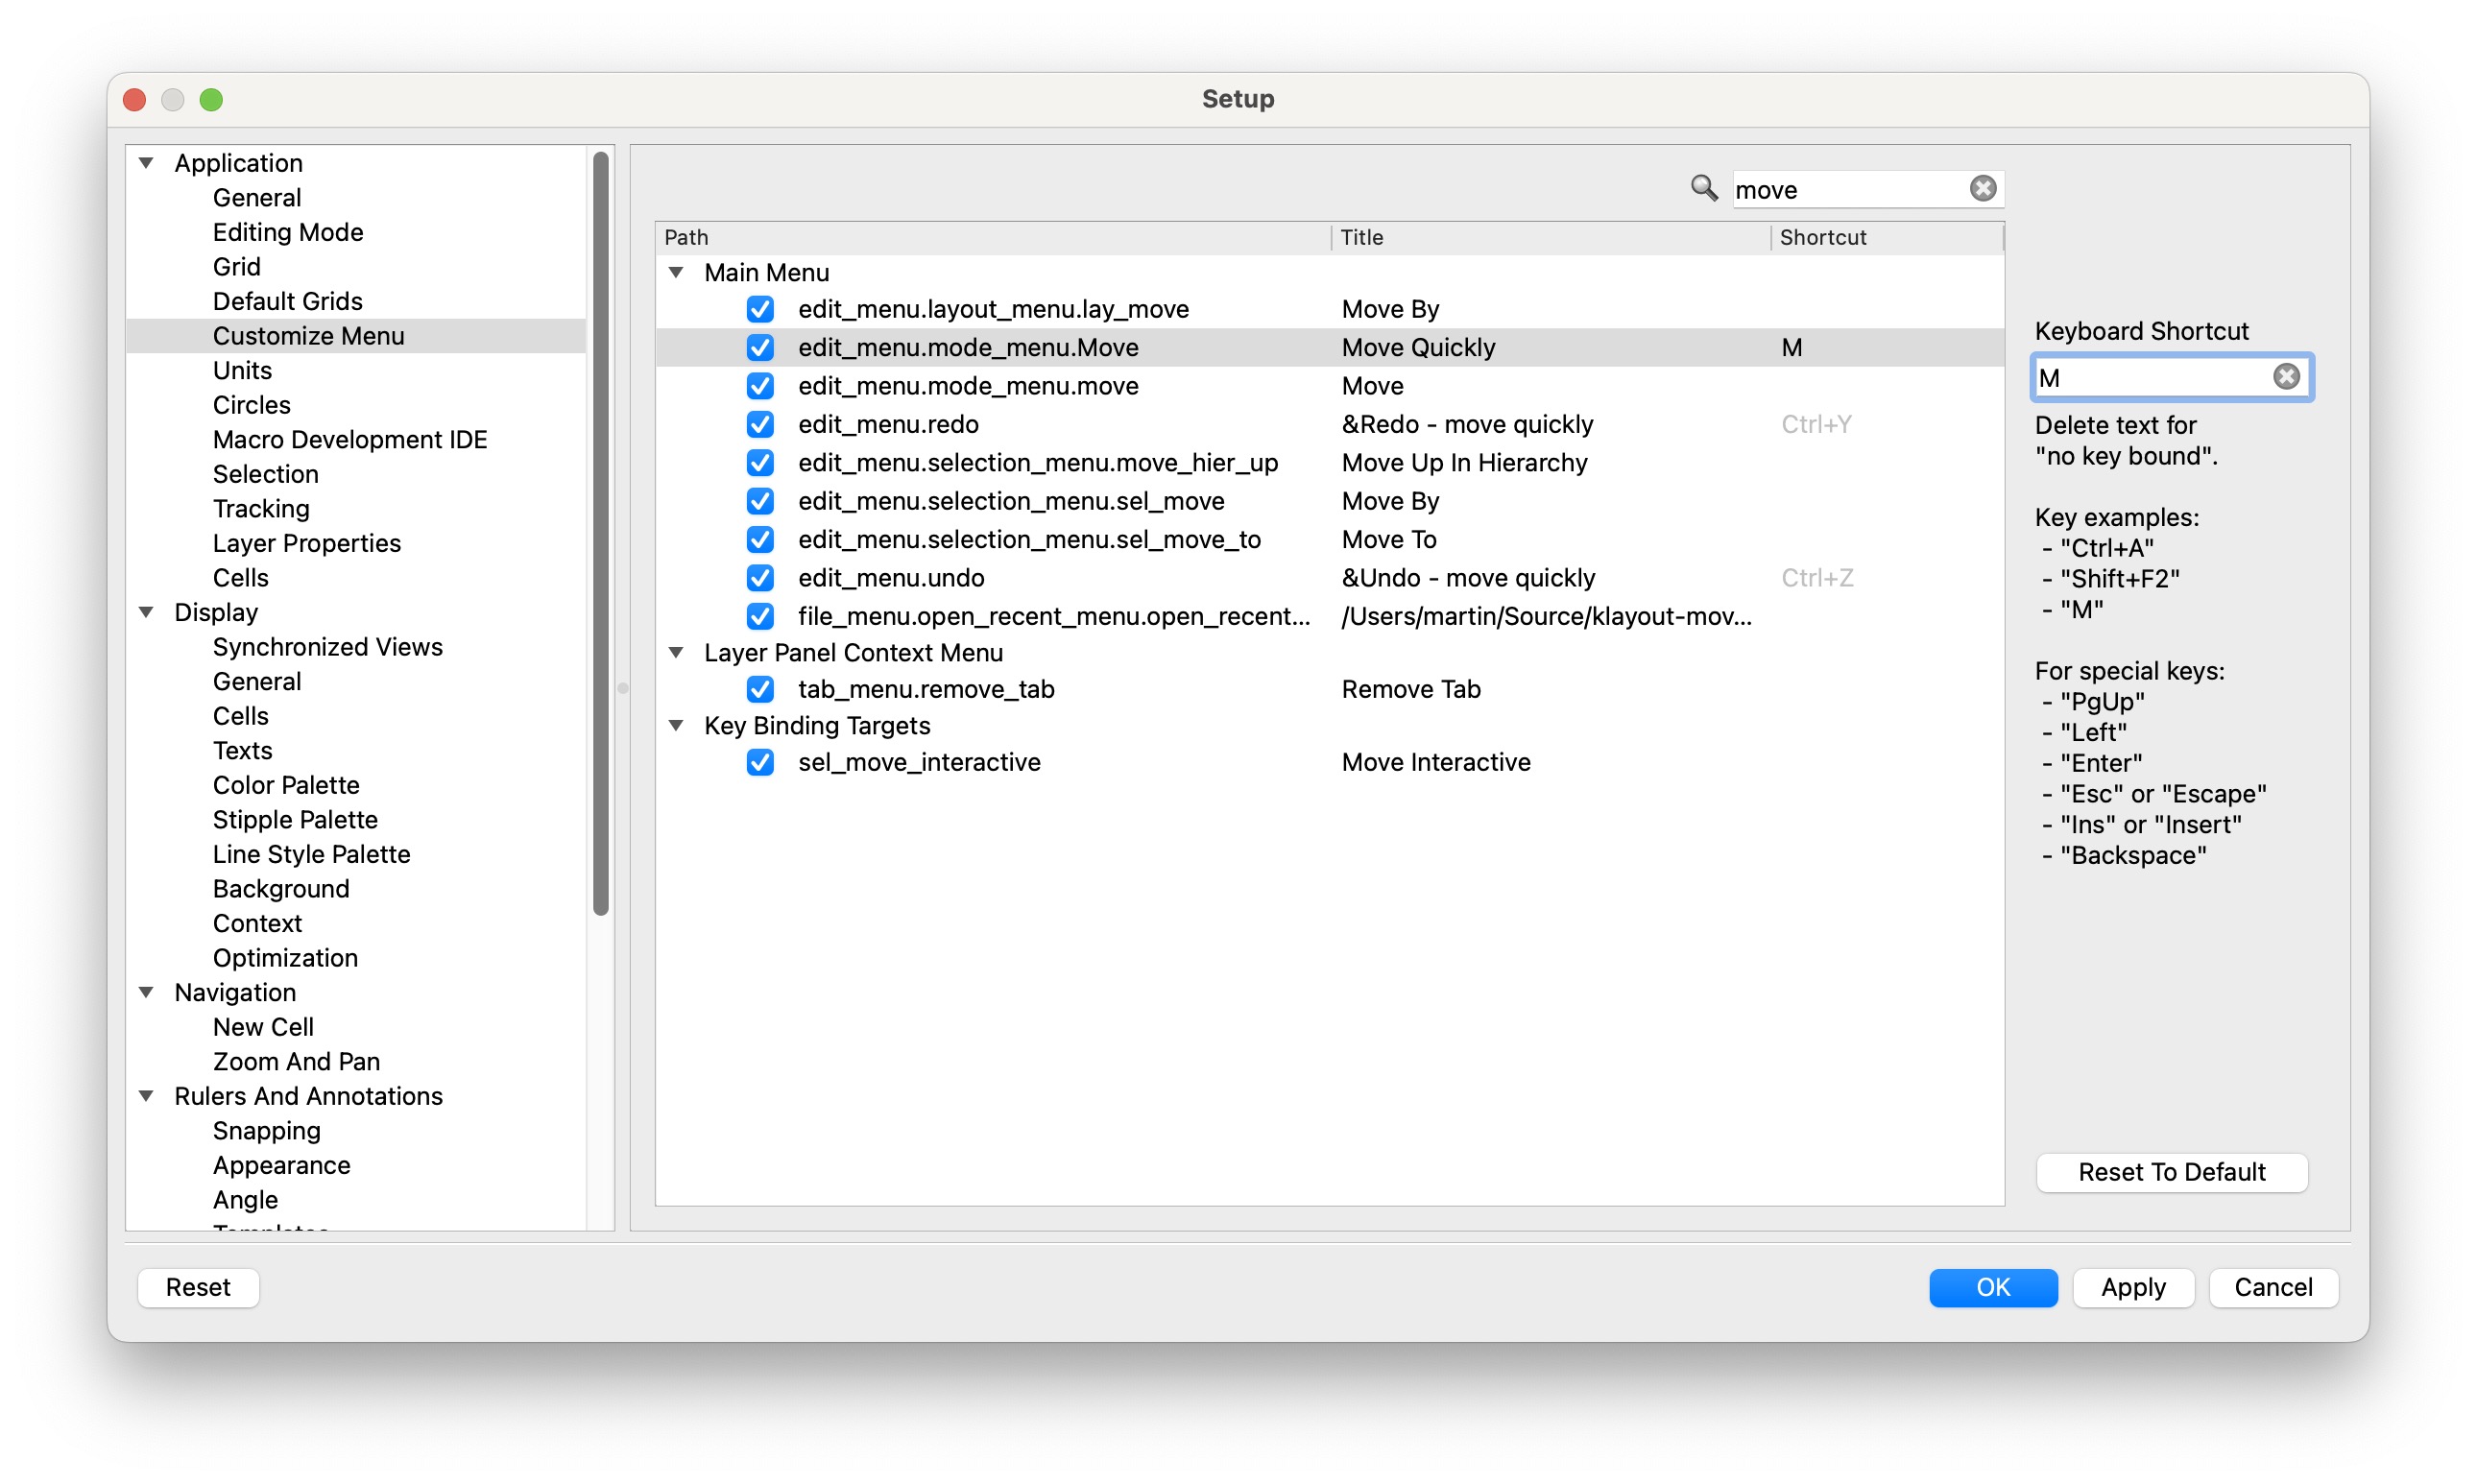 Setup
Application
General
Editing Mode
Grid
Default Grids
Customize Menu
Units
Circles
Macro Development IDE
Selection
Tracking
Layer Properties
Cells
Display
Synchronized Views
General
Cells
Texts
Color Palette
Stipple Palette
Line Style Palette
Background
Context
Optimization
Navigation
New Cell
Zoom And Pan
Rulers And Annotations
Snapping
Appearance
Angle
move
Path Title Shortcut
Main Menu
edit_menu.layout_menu.lay_move Move By
edit_menu.mode_menu.Move Move Quickly M
edit_menu.mode_menu.move Move
edit_menu.redo &Redo - move quickly Ctrl+Y
edit_menu.selection_menu.move_hier_up Move Up In Hierarchy
edit_menu.selection_menu.sel_move Move By
edit_menu.selection_menu.sel_move_to Move To
edit_menu.undo &Undo - move quickly Ctrl+Z
file_menu.open_recent_menu.open_recent... /Users/martin/Source/klayout-mov...
Layer Panel Context Menu
tab_menu.remove_tab Remove Tab
Key Binding Targets
sel_move_interactive Move Interactive
Keyboard Shortcut
M
Delete text for
"no key bound".
Key examples:
- "Ctrl+A"
- "Shift+F2"
- "M"
For special keys:
- "PgUp"
- "Left"
- "Enter"
- "Esc" or "Escape"
- "Ins" or "Insert"
- "Backspace"
Reset To Default
Reset
OK
Apply
Cancel